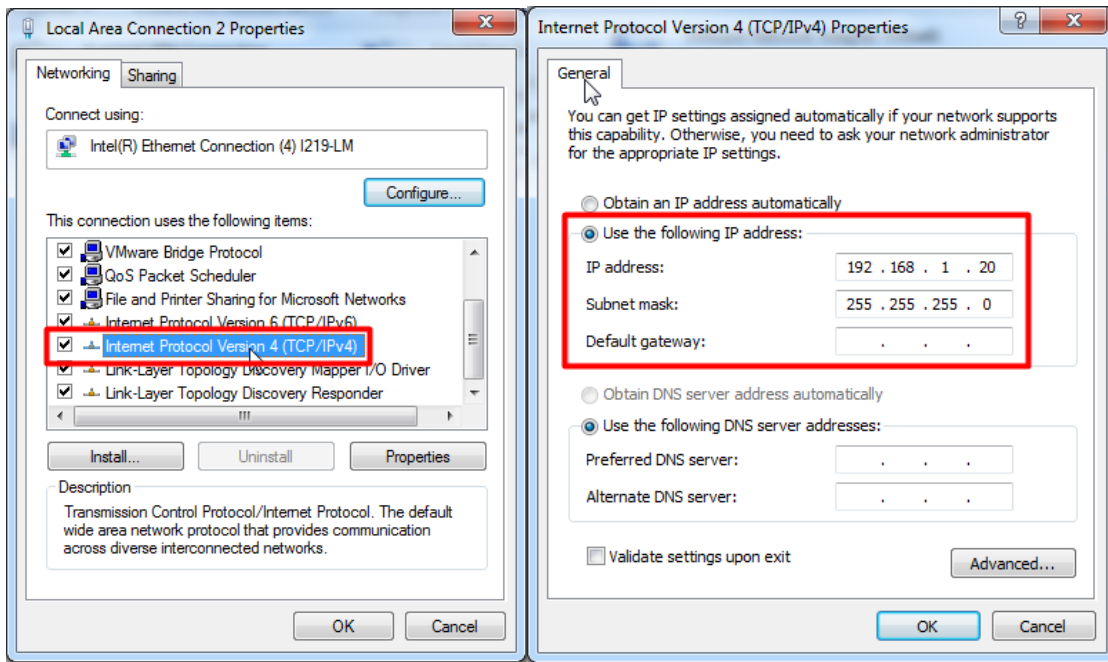 Local Area Connection 2 Properties
Networking
Sharing
Connect using:
Intel(R) Ethernet Connection (4) I219-LM
Configure...
This connection uses the following items:
VMware Bridge Protocol
QoS Packet Scheduler
File and Printer Sharing for Microsoft Networks
Internet Protocol Version 6 (TCP/IPv6)
Internet Protocol Version 4 (TCP/IPv4)
Link-Layer Topology Discovery Mapper I/O Driver
Link-Layer Topology Discovery Responder
Install...
Uninstall
Properties
Description
Transmission Control Protocol/Internet Protocol. The default
wide area network protocol that provides communication
across diverse interconnected networks.
OK
Cancel
Internet Protocol Version 4 (TCP/IPv4) Properties
General
You can get IP settings assigned automatically if your network supports
this capability. Otherwise, you need to ask your network administrator
for the appropriate IP settings.
Obtain an IP address automatically
Use the following IP address:
IP address: 192 . 168 . 1 . 20
Subnet mask: 255 . 255 . 255 . 0
Default gateway: . . .
Obtain DNS server address automatically
Use the following DNS server addresses:
Preferred DNS server: . . .
Alternate DNS server: . . .
Validate settings upon exit
Advanced...
OK
Cancel